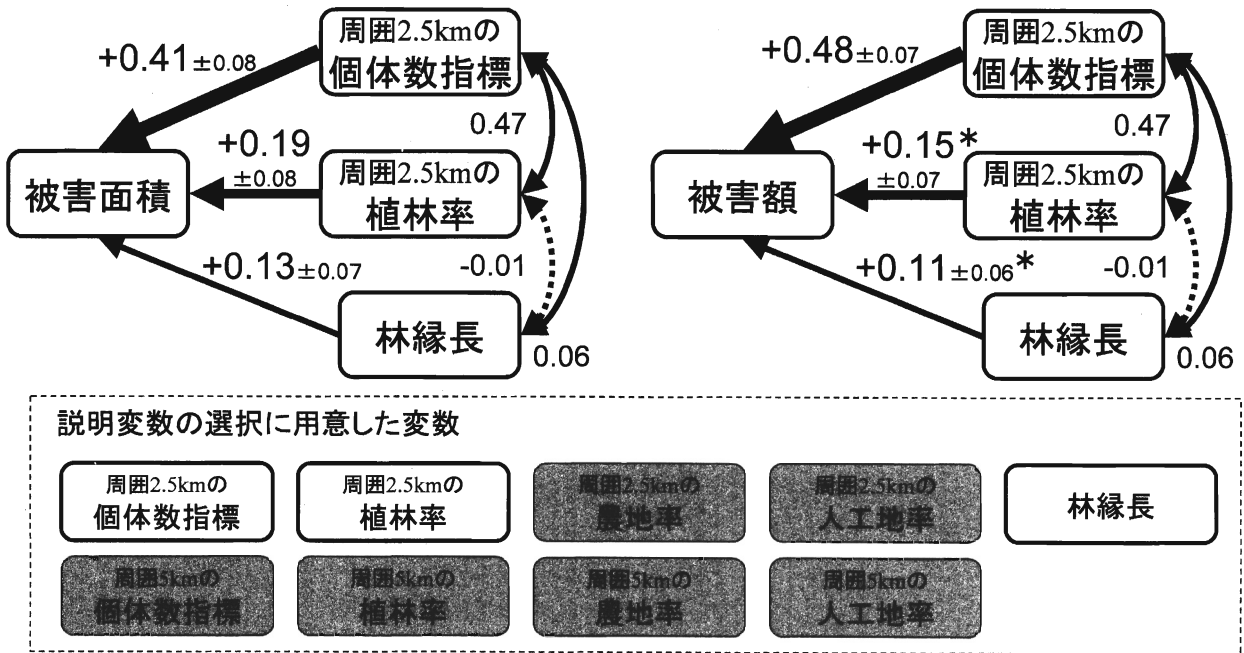 周囲2.5kmの
個体数指標
+0.41±0.08
0.47
+0.19
±0.08
周囲2.5kmの
植林率
被害面積
+0.13±0.07
-0.01
林縁長
0.06
周囲2.5kmの
個体数指標
+0.48±0.07
0.47
+0.15*
±0.07
周囲2.5kmの
植林率
被害額
+0.11±0.06*
-0.01
林縁長
0.06
説明変数の選択に用意した変数
周囲2.5kmの
個体数指標
周囲2.5kmの
植林率
周囲2.5kmの
農地率
周囲2.5kmの
人工地率
林縁長
周囲5kmの
個体数指標
周囲5kmの
植林率
周囲5kmの
農地率
周囲5kmの
人工地率